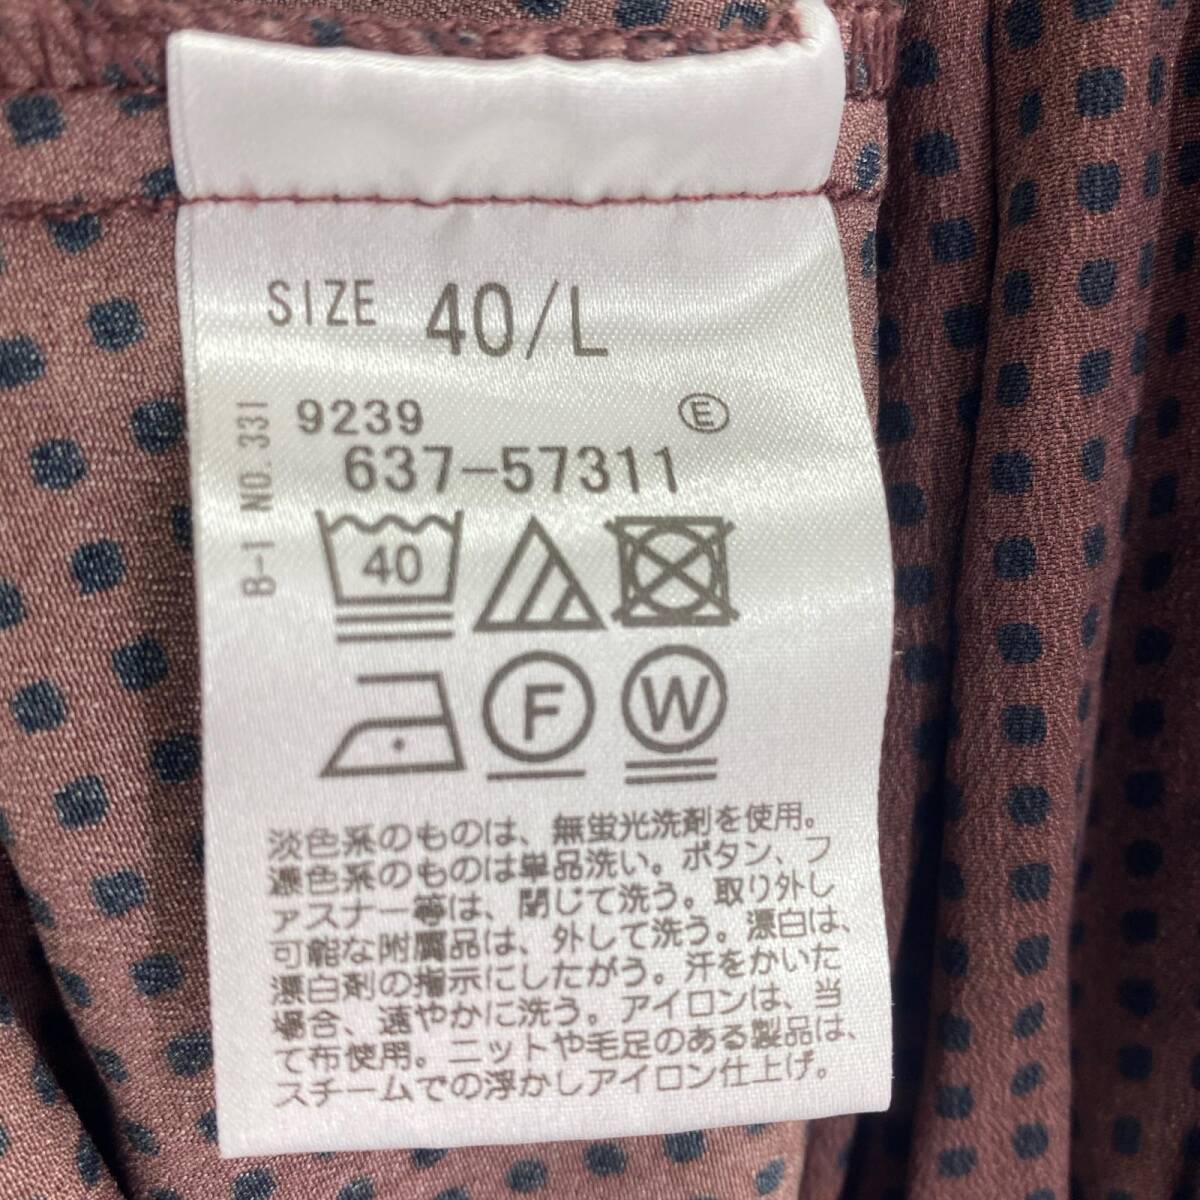 SIZE 40/L
9239 Ⓔ
637-57311
B-1 NO.331
40
F W
淡色系のものは、無蛍光洗剤を使用。
濃色系のものは単品洗い。ボタン、フ
ァスナー等は、閉じて洗う。取り外し
可能な附属品は、外して洗う。漂白は、
漂白剤の指示にしたがう。汗をかいた
場合、速やかに洗う。アイロンは、当
て布使用。ニットや毛足のある製品は、
スチームでの浮かしアイロン仕上げ。